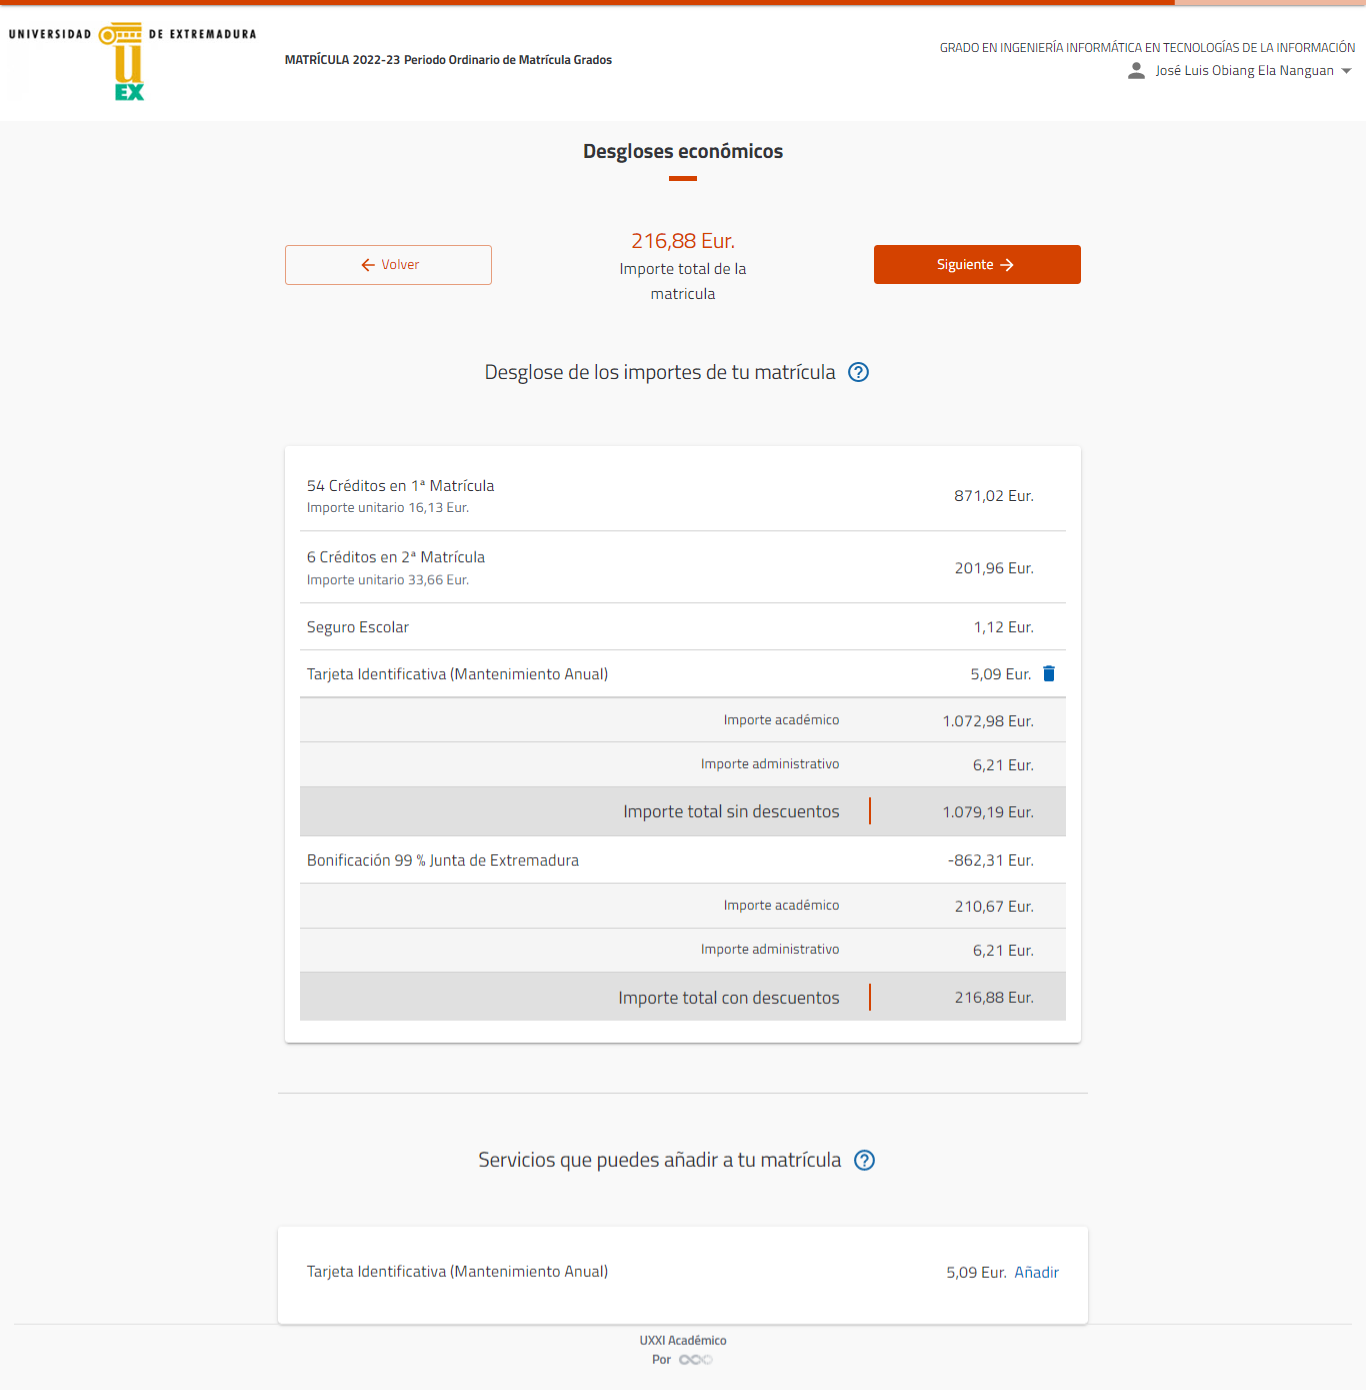 UNIVERSIDAD DE EXTREMADURA
UEX
MATRÍCULA 2022-23 Periodo Ordinario de Matrícula Grados
GRADO EN INGENIERÍA INFORMÁTICA EN TECNOLOGÍAS DE LA INFORMACIÓN
José Luis Obiang Ela Nanguan
Desgloses económicos
Volver
216,88 Eur.
Importe total de la
matricula
Siguiente
Desglose de los importes de tu matrícula
54 Créditos en 1ª Matrícula
Importe unitario 16,13 Eur.
871,02 Eur.
6 Créditos en 2ª Matrícula
Importe unitario 33,66 Eur.
201,96 Eur.
Seguro Escolar 1,12 Eur.
Tarjeta Identificativa (Mantenimiento Anual) 5,09 Eur.
Importe académico 1.072,98 Eur.
Importe administrativo 6,21 Eur.
Importe total sin descuentos 1.079,19 Eur.
Bonificación 99 % Junta de Extremadura -862,31 Eur.
Importe académico 210,67 Eur.
Importe administrativo 6,21 Eur.
Importe total con descuentos 216,88 Eur.
Servicios que puedes añadir a tu matrícula
Tarjeta Identificativa (Mantenimiento Anual) 5,09 Eur. Añadir
UXXI Académico
Por